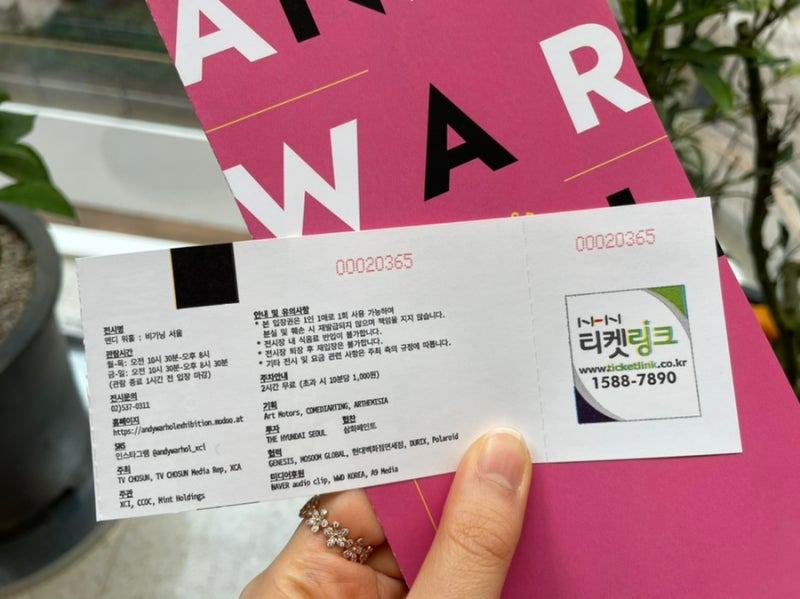 AN
WAR
00020365
00020365
전시명
앤디 워홀 : 비기닝 서울
관람시간
월-목: 오전 10시 30분-오후 8시
금-일: 오전 10시 30분-오후 8시 30분
(관람 종료 1시간 전 입장 마감)
전시문의
02)537-0311
홈페이지
https://andywarholexhibition.modoo.at
SNS
인스타그램 @andywarhol_xci
주최
TV CHOSUN, TV CHOSUN Media Rep, XCA
주관
XCI, CCOC, Mint Holdings
안내 및 유의사항
* 본 입장권은 1인 1매로 1회 사용 가능하며
분실 및 훼손 시 재발급되지 않으며 책임을 지지 않습니다.
* 전시장 내 식음료 반입이 불가합니다.
* 전시장 퇴장 후 재입장은 불가합니다.
* 기타 전시 및 요금 관련 사항은 주최 측의 규정에 따릅니다.
주차안내
2시간 무료 (초과 시 10분당 1,000원)
기획
Art Motors, COMEDIARTING, ARTHEMISIA
투자 협찬
THE HYUNDAI SEOUL 삼화페인트
협력
GENESIS, MOSOOM GLOBAL, 현대백화점면세점, DURIX, Polaroid
미디어후원
NAVER audio clip, WWD KOREA, A9 Media
NHN
티켓링크
www.ticketlink.co.kr
1588-7890